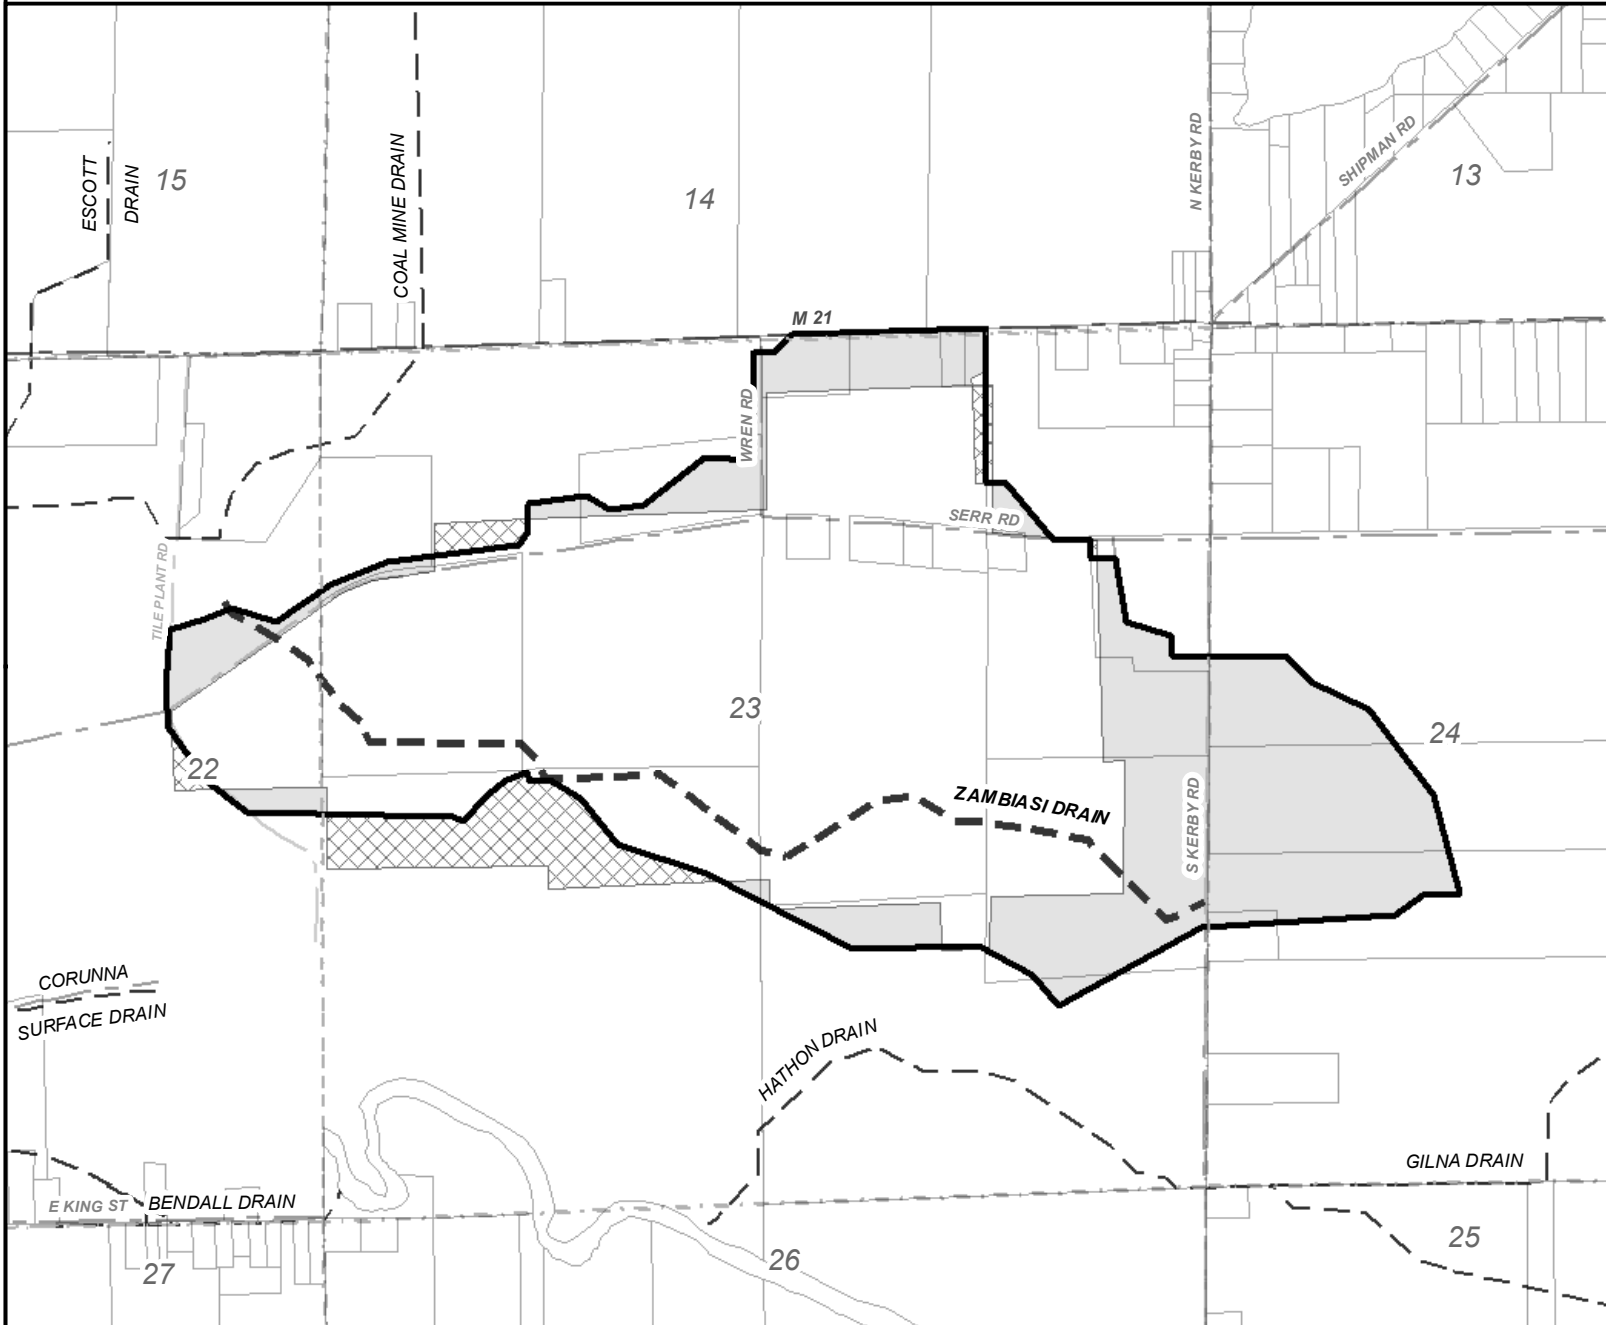 ESCOTT
DRAIN
15
COAL MINE DRAIN
14
N KERBY RD
SHIPMAN RD
13
M 21
WREN RD
SERR RD
TILE PLANT RD
23
24
22
ZAMBIASI DRAIN
S KERBY RD
CORUNNA
SURFACE DRAIN
HATHON DRAIN
GILNA DRAIN
E KING ST
BENDALL DRAIN
25
26
27